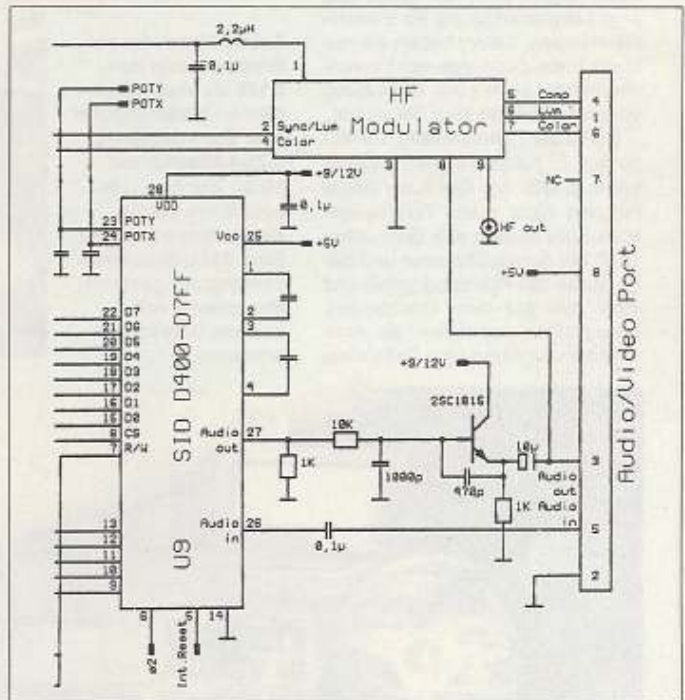 2,2µH
0,1µ
1
HF
Modulator
5 Comp 4
6 Lum 1
7 Color 6
POTY
POTX
2 Sync/Lum
4 Color
3 8 9
NC 7
+9/12V
28
VDD
0,1µ
23 POTY
24 POTX
Vcc 25
+5V
HF out
+5V 8
1
2
3
4
22 D7
21 D6
20 D5
19 D4
18 D3
17 D2
16 D1
15 D0
8 CS
7 R/W
SID D400-D7FF
U9
+9/12V
2SC1815
Audio out 27
10K
1K
1000p
470p
10µ
3
Audio out
Audio in
1K
5
Audio in 26
0,1µ
2
13
12
11
10
9
6 5 14
ø2
Int.Reset
Audio/Video Port